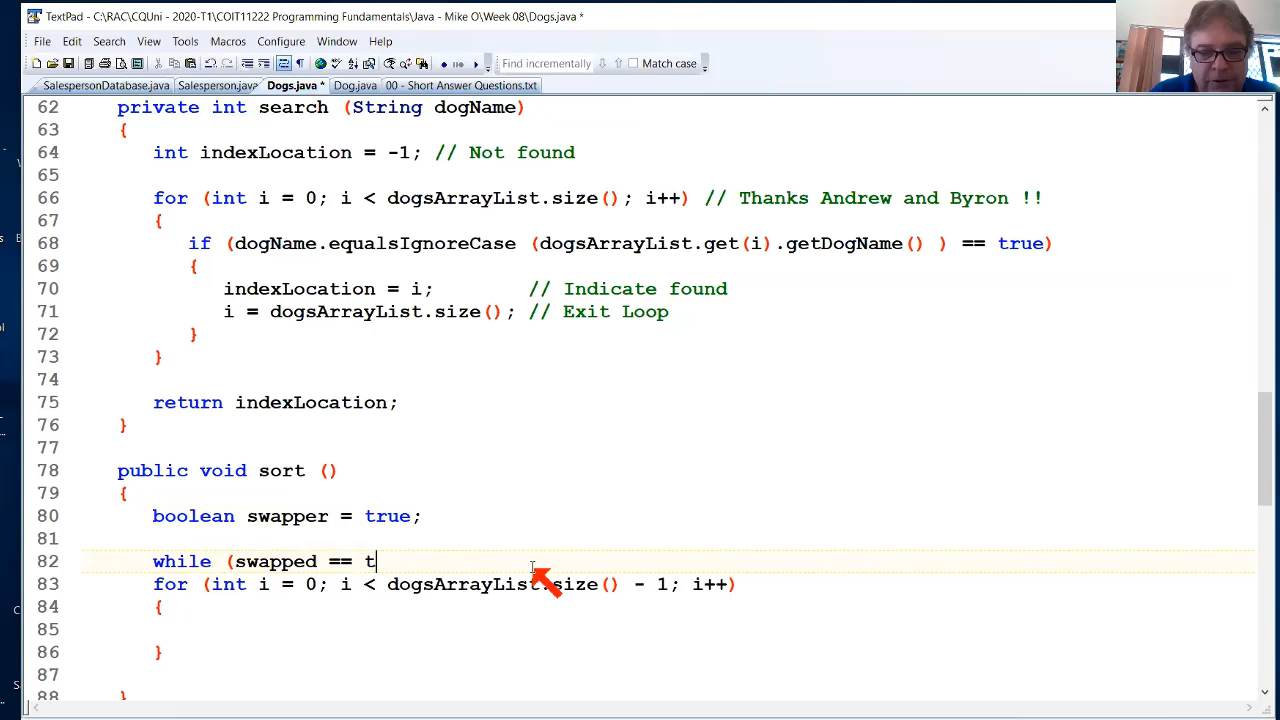 TextPad - C:\RAC\CQUni - 2020-T1\COIT11222 Programming Fundamentals\Java - Mike O\Week 08\Dogs.java *
File Edit Search View Tools Macros Configure Window Help
Find incrementally Match case
SalespersonDatabase.java Salesperson.java Dogs.java * Dog.java 00 - Short Answer Questions.txt
62 private int search (String dogName)
63 {
64 int indexLocation = -1; // Not found
65
66 for (int i = 0; i < dogsArrayList.size(); i++) // Thanks Andrew and Byron !!
67 {
68 if (dogName.equalsIgnoreCase (dogsArrayList.get(i).getDogName() ) == true)
69 {
70 indexLocation = i; // Indicate found
71 i = dogsArrayList.size(); // Exit Loop
72 }
73 }
74
75 return indexLocation;
76 }
77
78 public void sort ()
79 {
80 boolean swapper = true;
81
82 while (swapped == t
83 for (int i = 0; i < dogsArrayList.size() - 1; i++)
84 {
85
86 }
87
88 }